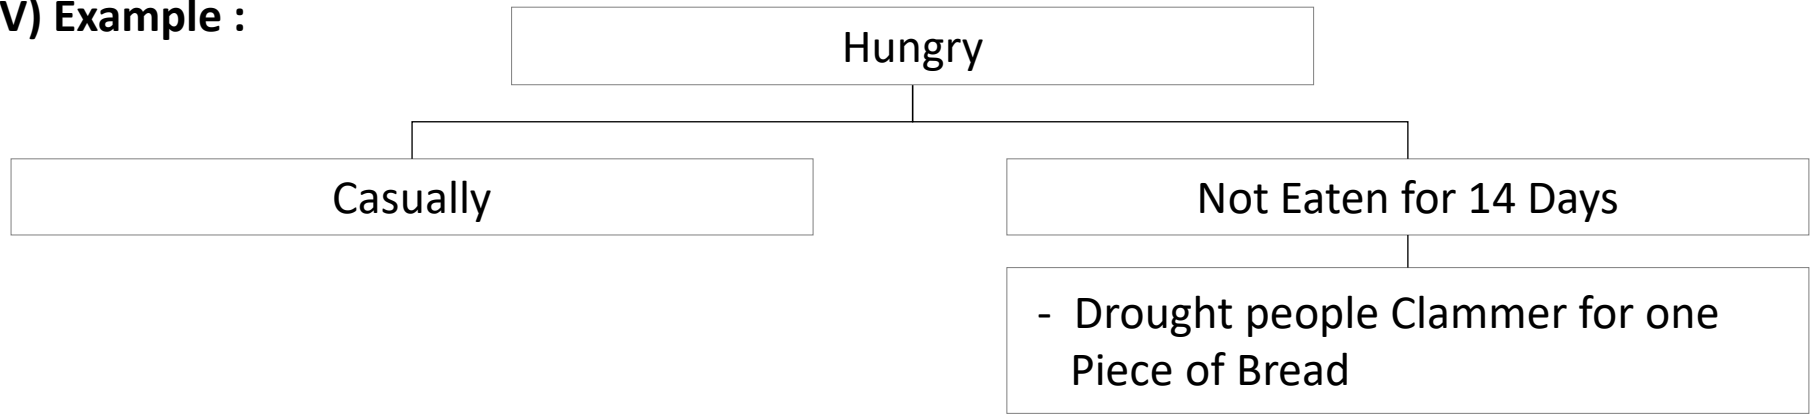 V) Example :
Hungry
Casually
Not Eaten for 14 Days
- Drought people Clammer for one
Piece of Bread